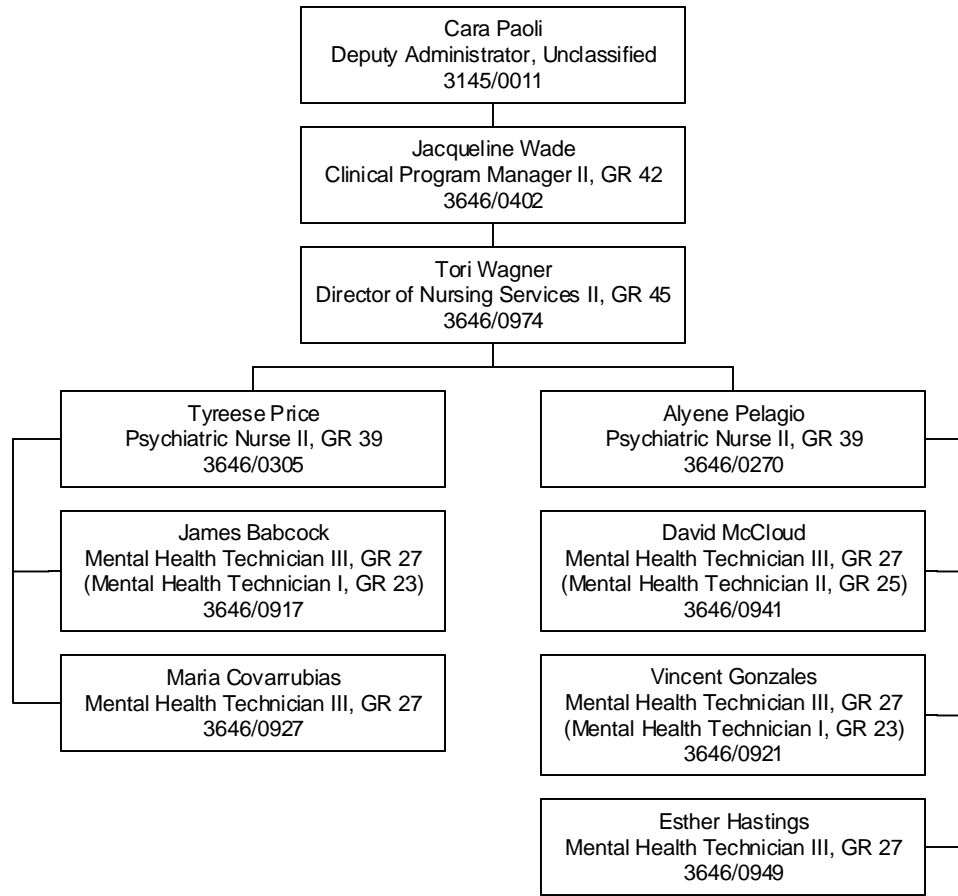 Cara Paoli
Deputy Administrator, Unclassified
3145/0011
Jacqueline Wade
Clinical Program Manager II, GR 42
3646/0402
Tori Wagner
Director of Nursing Services II, GR 45
3646/0974
Tyreese Price
Psychiatric Nurse II, GR 39
3646/0305
James Babcock
Mental Health Technician III, GR 27
(Mental Health Technician I, GR 23)
3646/0917
Maria Covarrubias
Mental Health Technician III, GR 27
3646/0927
Alyene Pelagio
Psychiatric Nurse II, GR 39
3646/0270
David McCloud
Mental Health Technician III, GR 27
(Mental Health Technician II, GR 25)
3646/0941
Vincent Gonzales
Mental Health Technician III, GR 27
(Mental Health Technician I, GR 23)
3646/0921
Esther Hastings
Mental Health Technician III, GR 27
3646/0949